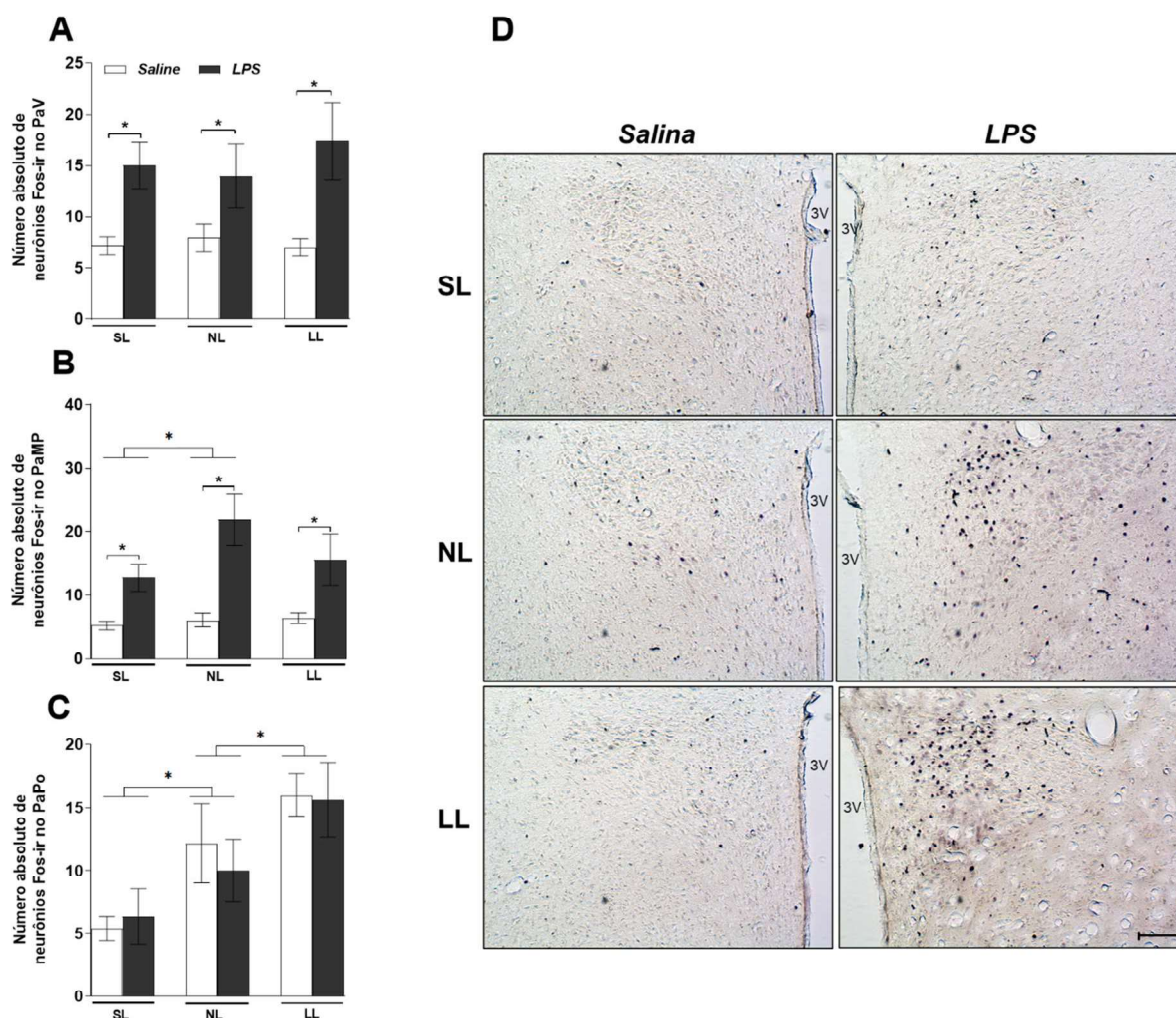 A
Número absoluto de
neurônios Fos-ir no PaV
25
20
15
10
5
0
Saline LPS
* * *
SL NL LL
B
Número absoluto de
neurônios Fos-ir no PaMP
40
30
20
10
0
*
* * *
SL NL LL
C
Número absoluto de
neurônios Fos-ir no PaPo
20
15
10
5
0
* *
SL NL LL
D
Salina LPS
SL
3V 3V
NL
3V 3V
LL
3V 3V